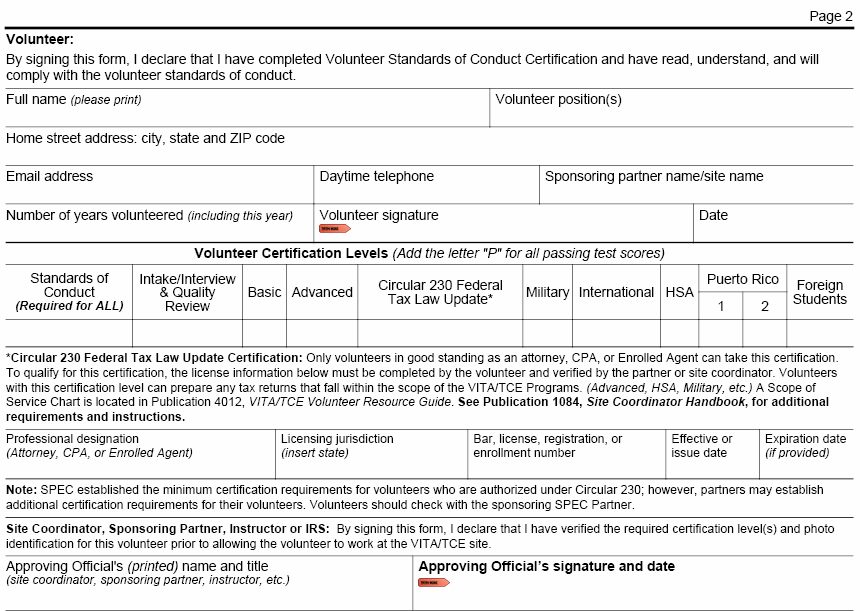 Page 2
Volunteer:
By signing this form, I declare that I have completed Volunteer Standards of Conduct Certification and have read, understand, and will
comply with the volunteer standards of conduct.
Full name (please print)
Volunteer position(s)
Home street address: city, state and ZIP code
Email address
Daytime telephone
Sponsoring partner name/site name
Number of years volunteered (including this year)
Volunteer signature
Date
Volunteer Certification Levels (Add the letter "P" for all passing test scores)
Standards of
Conduct
(Required for ALL)
Intake/Interview
& Quality
Review
Basic
Advanced
Circular 230 Federal
Tax Law Update*
Military
International
HSA
Puerto Rico
1
2
Foreign
Students
*Circular 230 Federal Tax Law Update Certification: Only volunteers in good standing as an attorney, CPA, or Enrolled Agent can take this certification.
To qualify for this certification, the license information below must be completed by the volunteer and verified by the partner or site coordinator. Volunteers
with this certification level can prepare any tax returns that fall within the scope of the VITA/TCE Programs. (Advanced, HSA, Military, etc.) A Scope of
Service Chart is located in Publication 4012, VITA/TCE Volunteer Resource Guide. See Publication 1084, Site Coordinator Handbook, for additional
requirements and instructions.
Professional designation
(Attorney, CPA, or Enrolled Agent)
Licensing jurisdiction
(insert state)
Bar, license, registration, or
enrollment number
Effective or
issue date
Expiration date
(if provided)
Note: SPEC established the minimum certification requirements for volunteers who are authorized under Circular 230; however, partners may establish
additional certification requirements for their volunteers. Volunteers should check with the sponsoring SPEC Partner.
Site Coordinator, Sponsoring Partner, Instructor or IRS: By signing this form, I declare that I have verified the required certification level(s) and photo
identification for this volunteer prior to allowing the volunteer to work at the VITA/TCE site.
Approving Official's (printed) name and title
(site coordinator, sponsoring partner, instructor, etc.)
Approving Official's signature and date